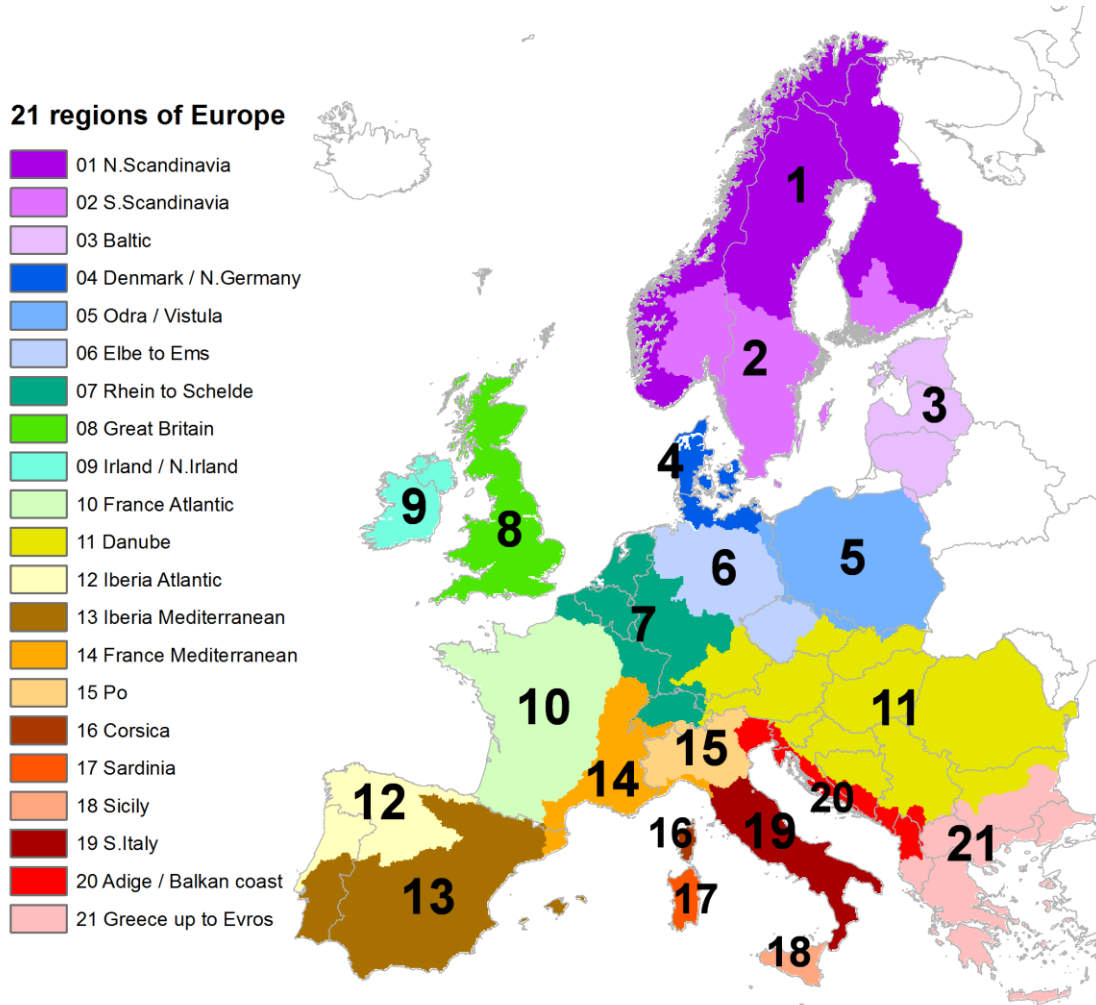 21 regions of Europe
01 N.Scandinavia
02 S.Scandinavia
03 Baltic
04 Denmark / N.Germany
05 Odra / Vistula
06 Elbe to Ems
07 Rhein to Schelde
08 Great Britain
09 Irland / N.Irland
10 France Atlantic
11 Danube
12 Iberia Atlantic
13 Iberia Mediterranean
14 France Mediterranean
15 Po
16 Corsica
17 Sardinia
18 Sicily
19 S.Italy
20 Adige / Balkan coast
21 Greece up to Evros
1
2
3
4
5
6
7
8
9
10
11
12
13
14
15
16
17
18
19
20
21